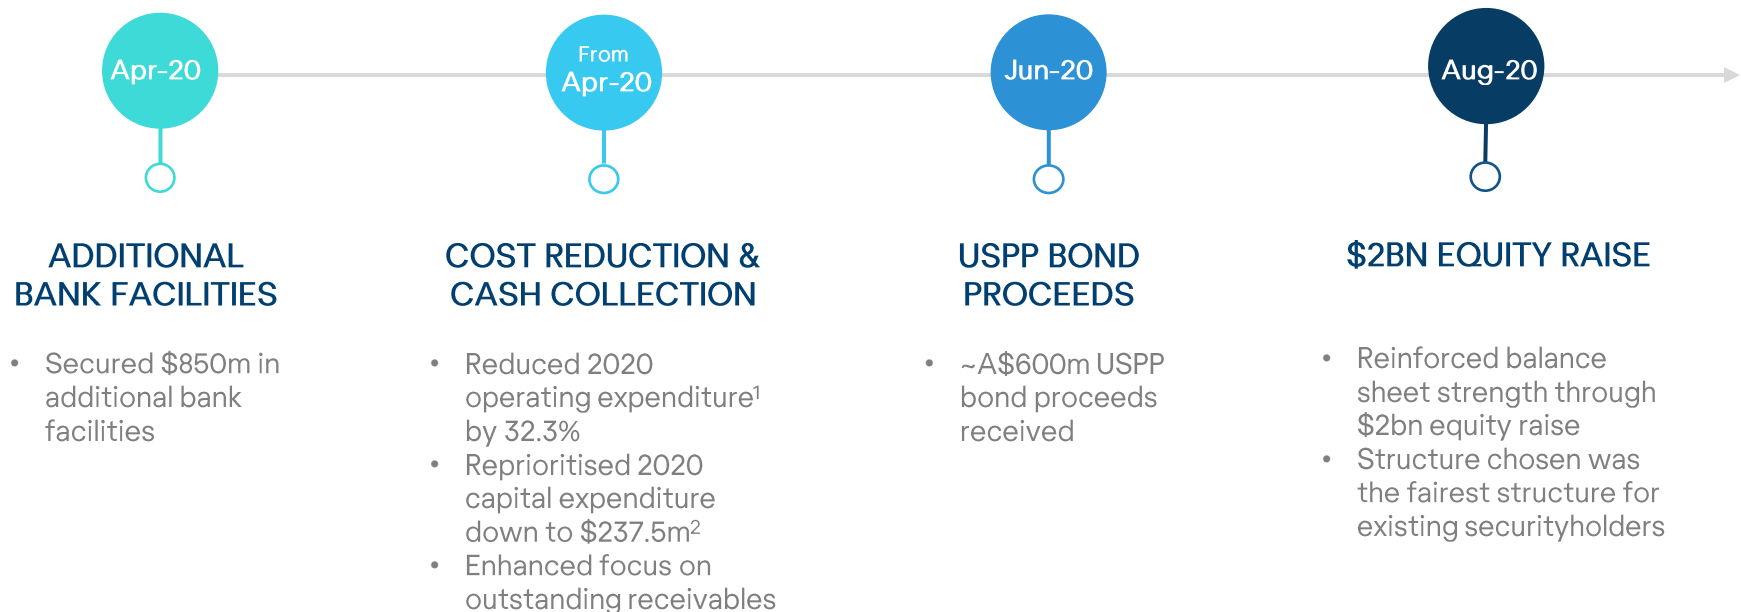 Apr-20
From
Apr-20
Jun-20
Aug-20
ADDITIONAL
BANK FACILITIES
• Secured $850m in
additional bank
facilities
COST REDUCTION &
CASH COLLECTION
• Reduced 2020
operating expenditure¹
by 32.3%
• Reprioritised 2020
capital expenditure
down to $237.5m²
• Enhanced focus on
outstanding receivables
USPP BOND
PROCEEDS
• ~A$600m USPP
bond proceeds
received
$2BN EQUITY RAISE
• Reinforced balance
sheet strength through
$2bn equity raise
• Structure chosen was
the fairest structure for
existing securityholders